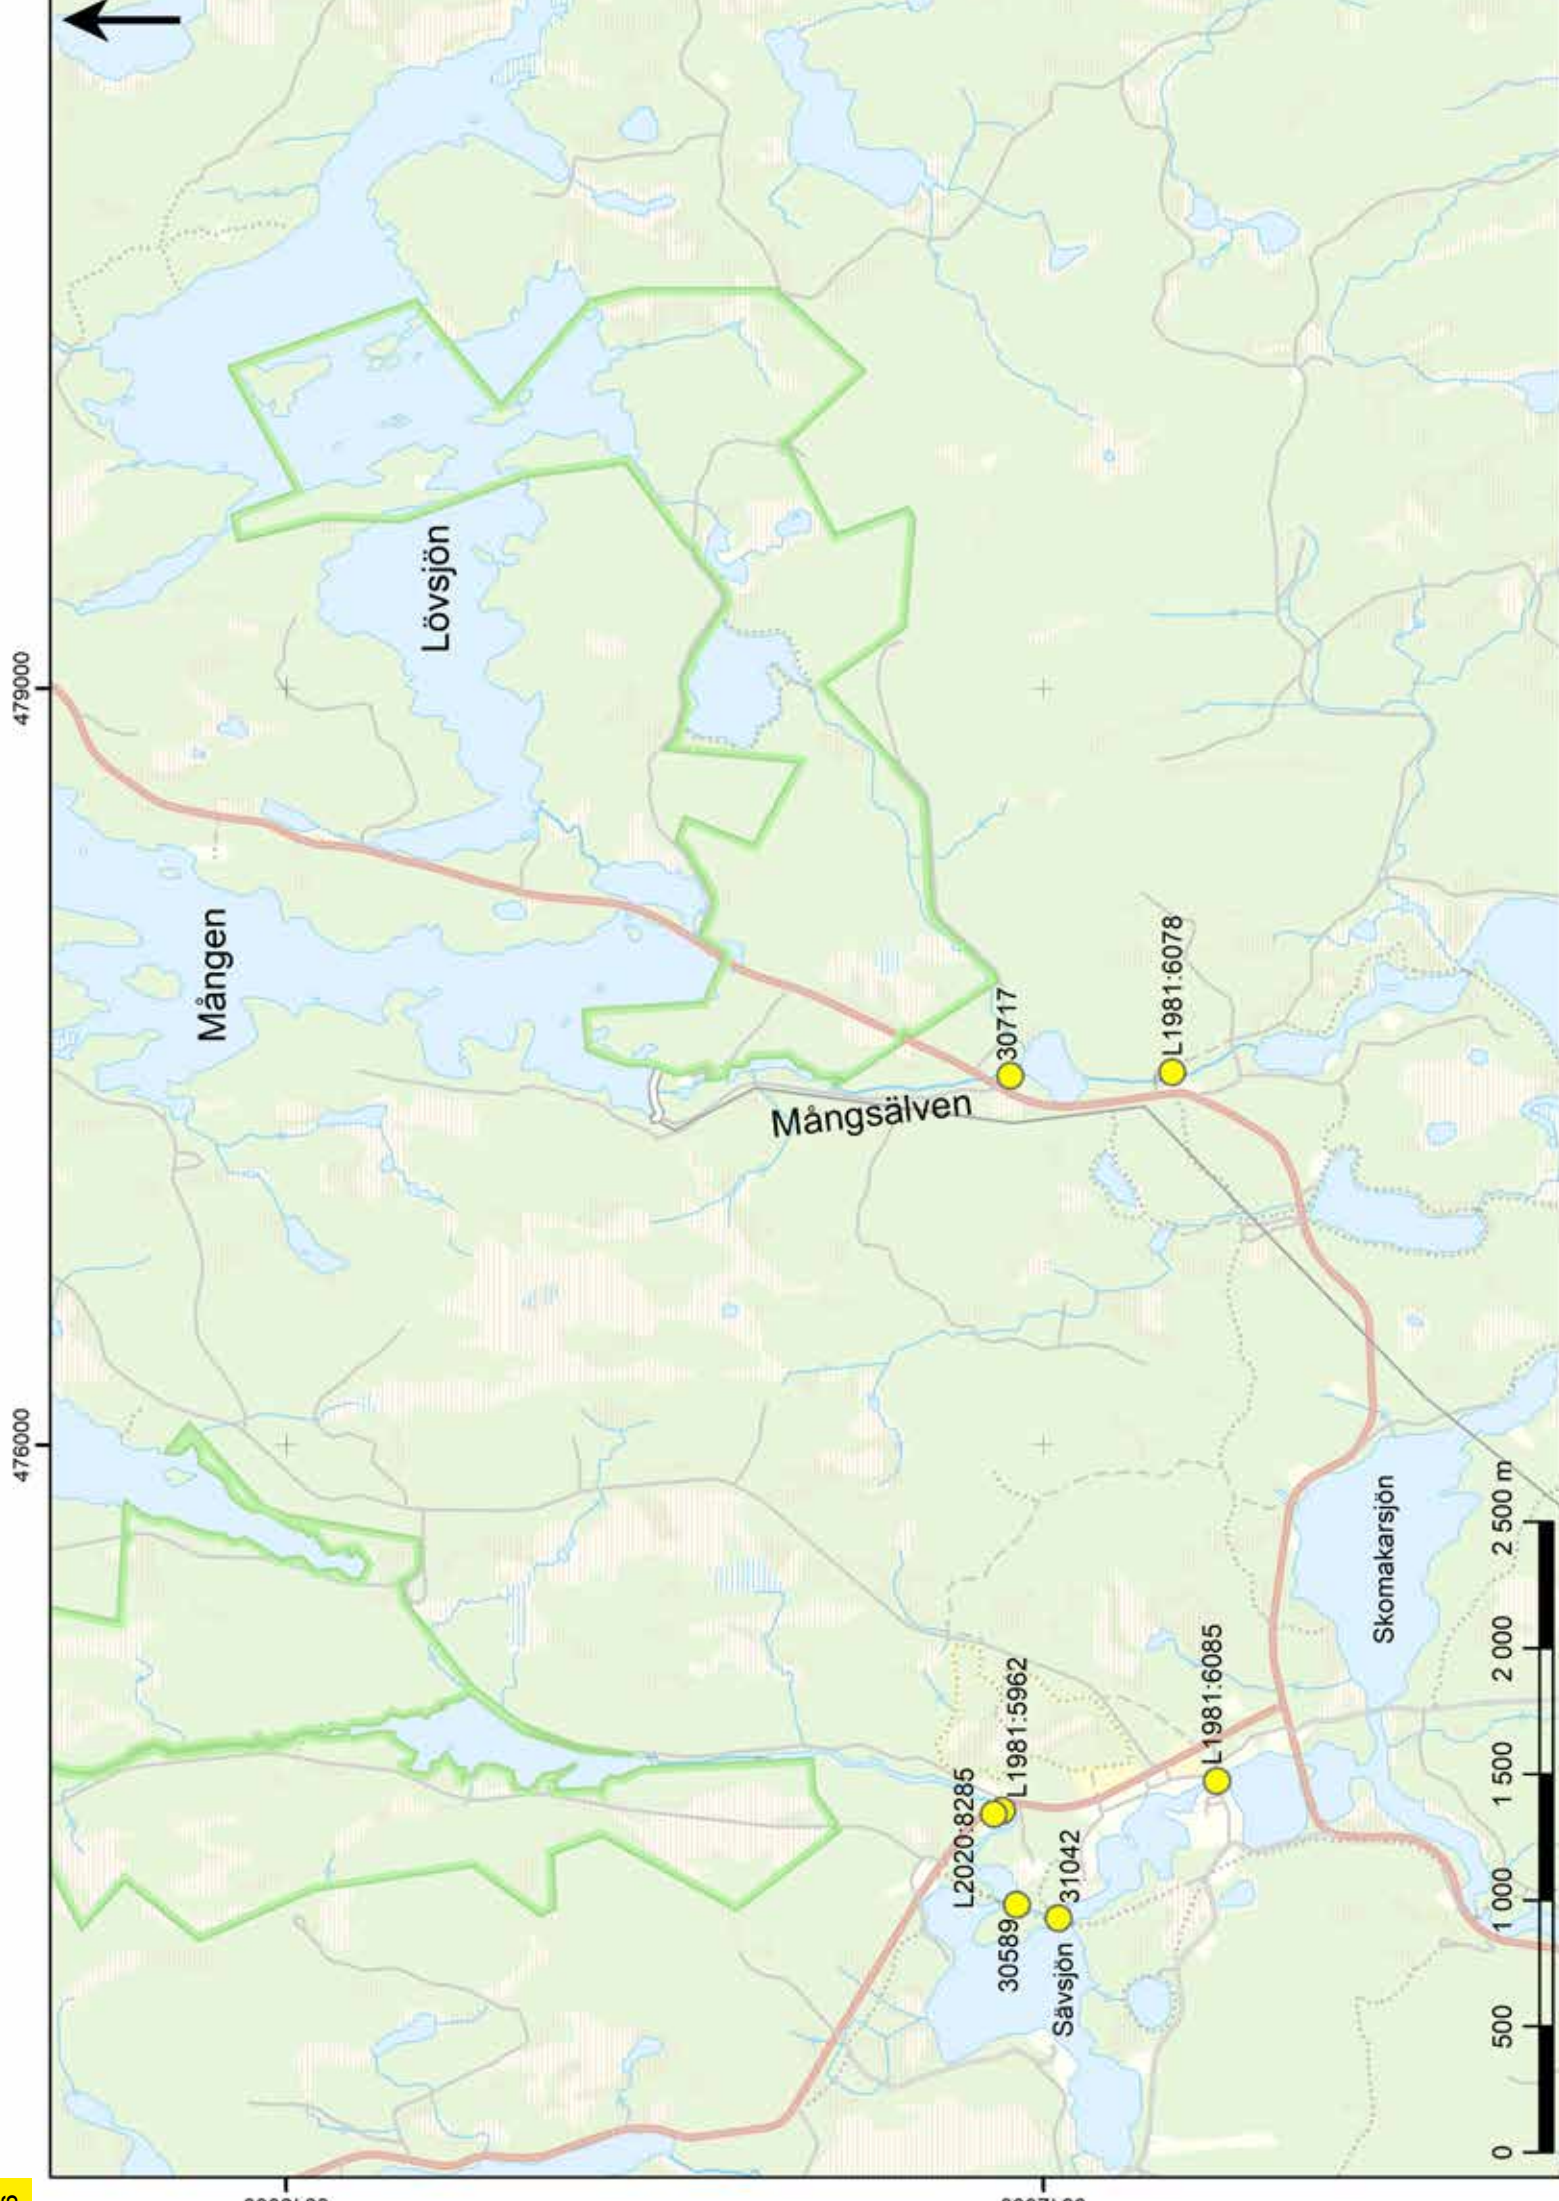 479000
476000
Mången
Lövsjön
Mångsälven
30717
L1981:6078
L2020:8285
L1981:5962
30589
31042
Sävsjön
L1981:6085
Skomakarsjön
0 500 1 000 1 500 2 000 2 500 m